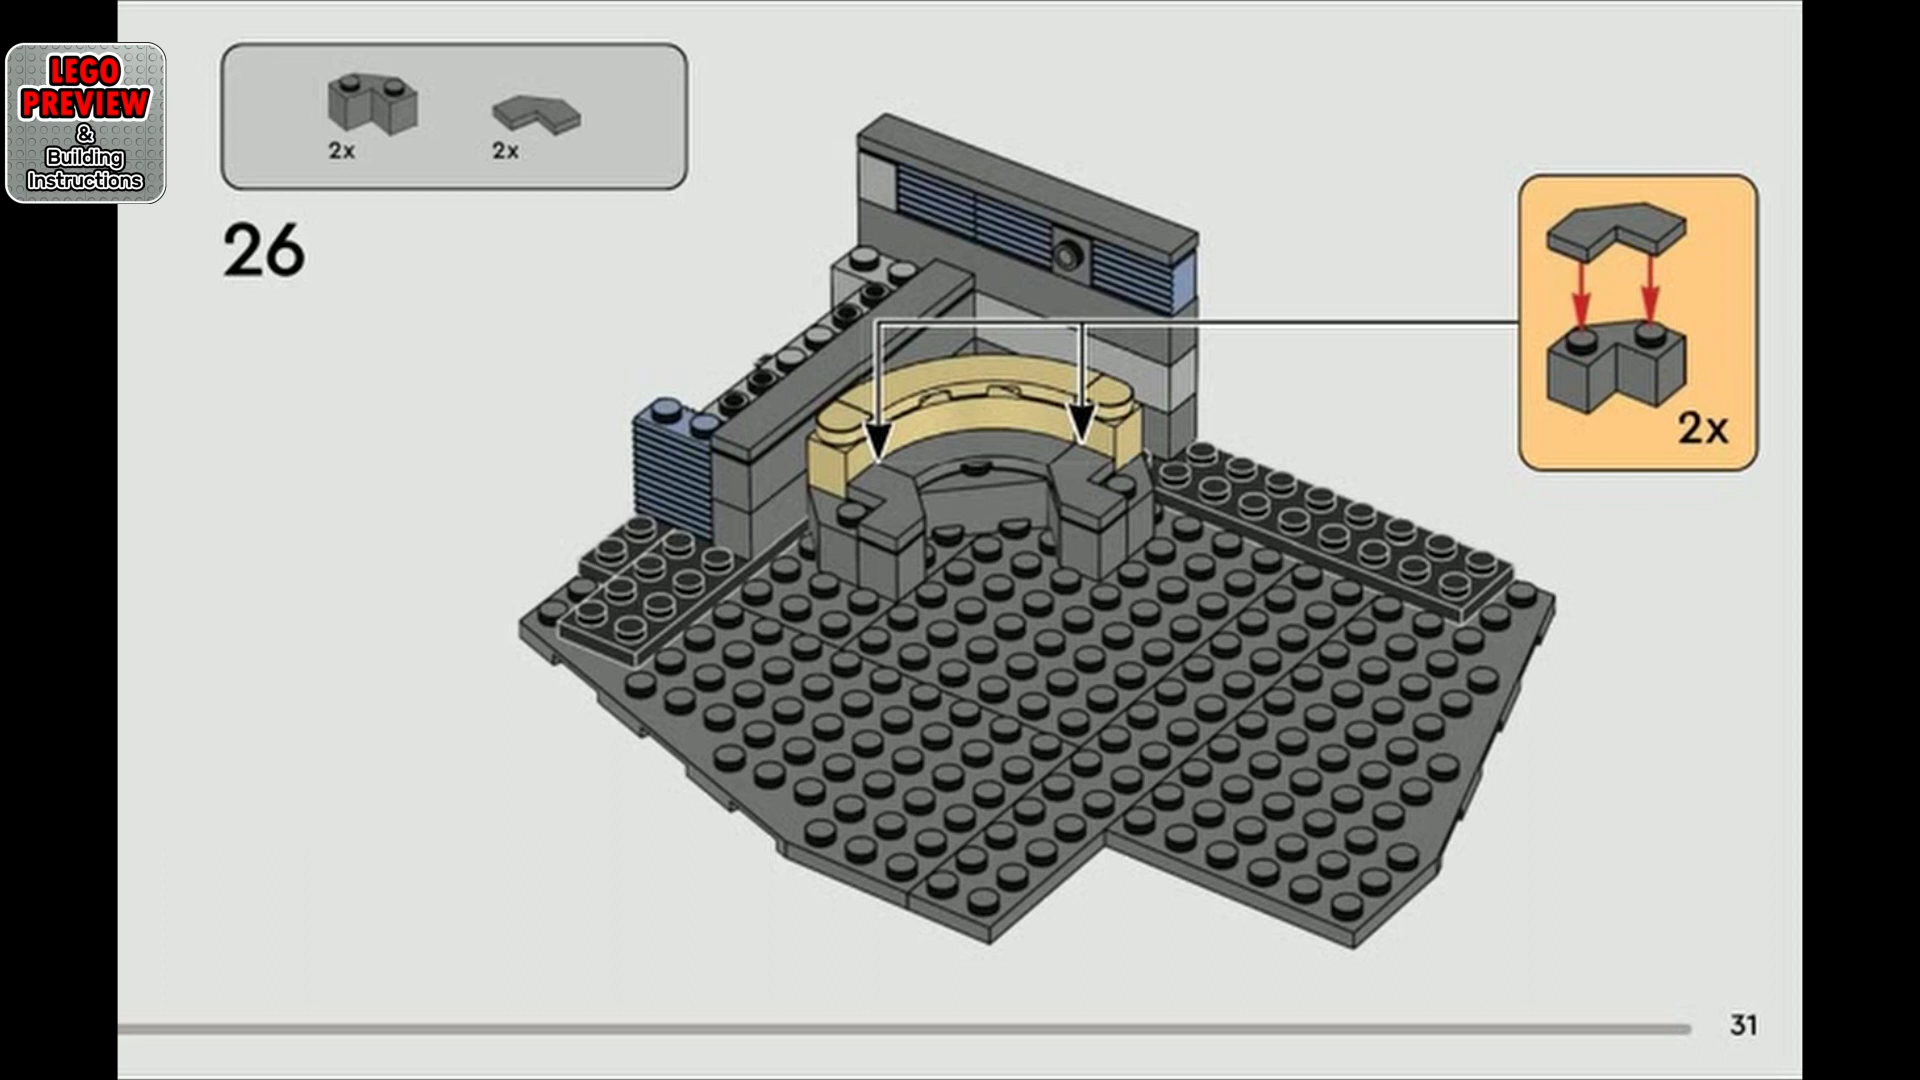 LEGO
PREVIEW
&
Building
Instructions
2x
2x
26
2x
31